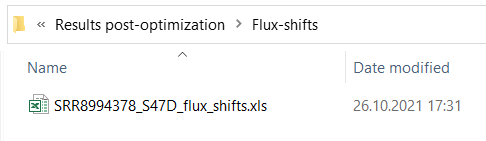 « Results post-optimization > Flux-shifts
Name Date modified
SRR8994378_S47D_flux_shifts.xls 26.10.2021 17:31